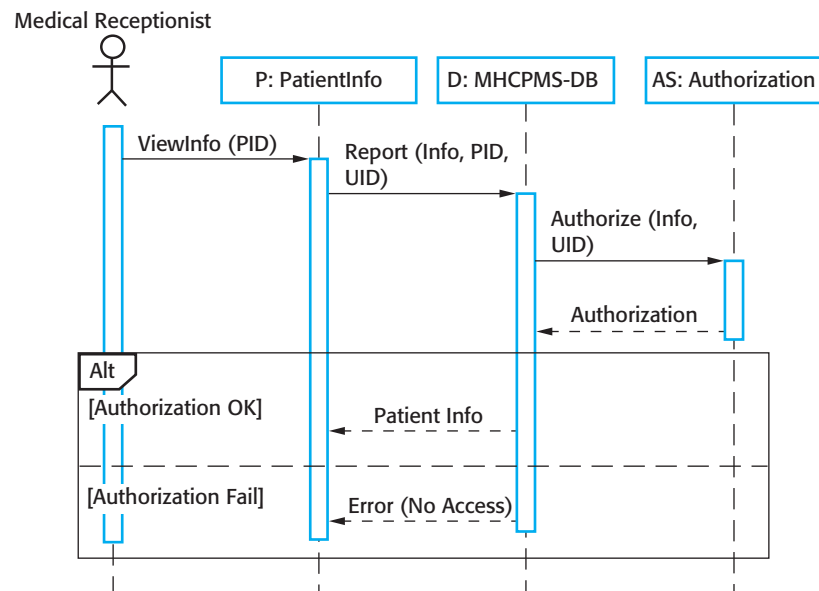 Medical Receptionist
P: PatientInfo
D: MHCPMS-DB
AS: Authorization
ViewInfo (PID)
Report (Info, PID,
UID)
Authorize (Info,
UID)
Authorization
Alt
[Authorization OK]
Patient Info
[Authorization Fail]
Error (No Access)